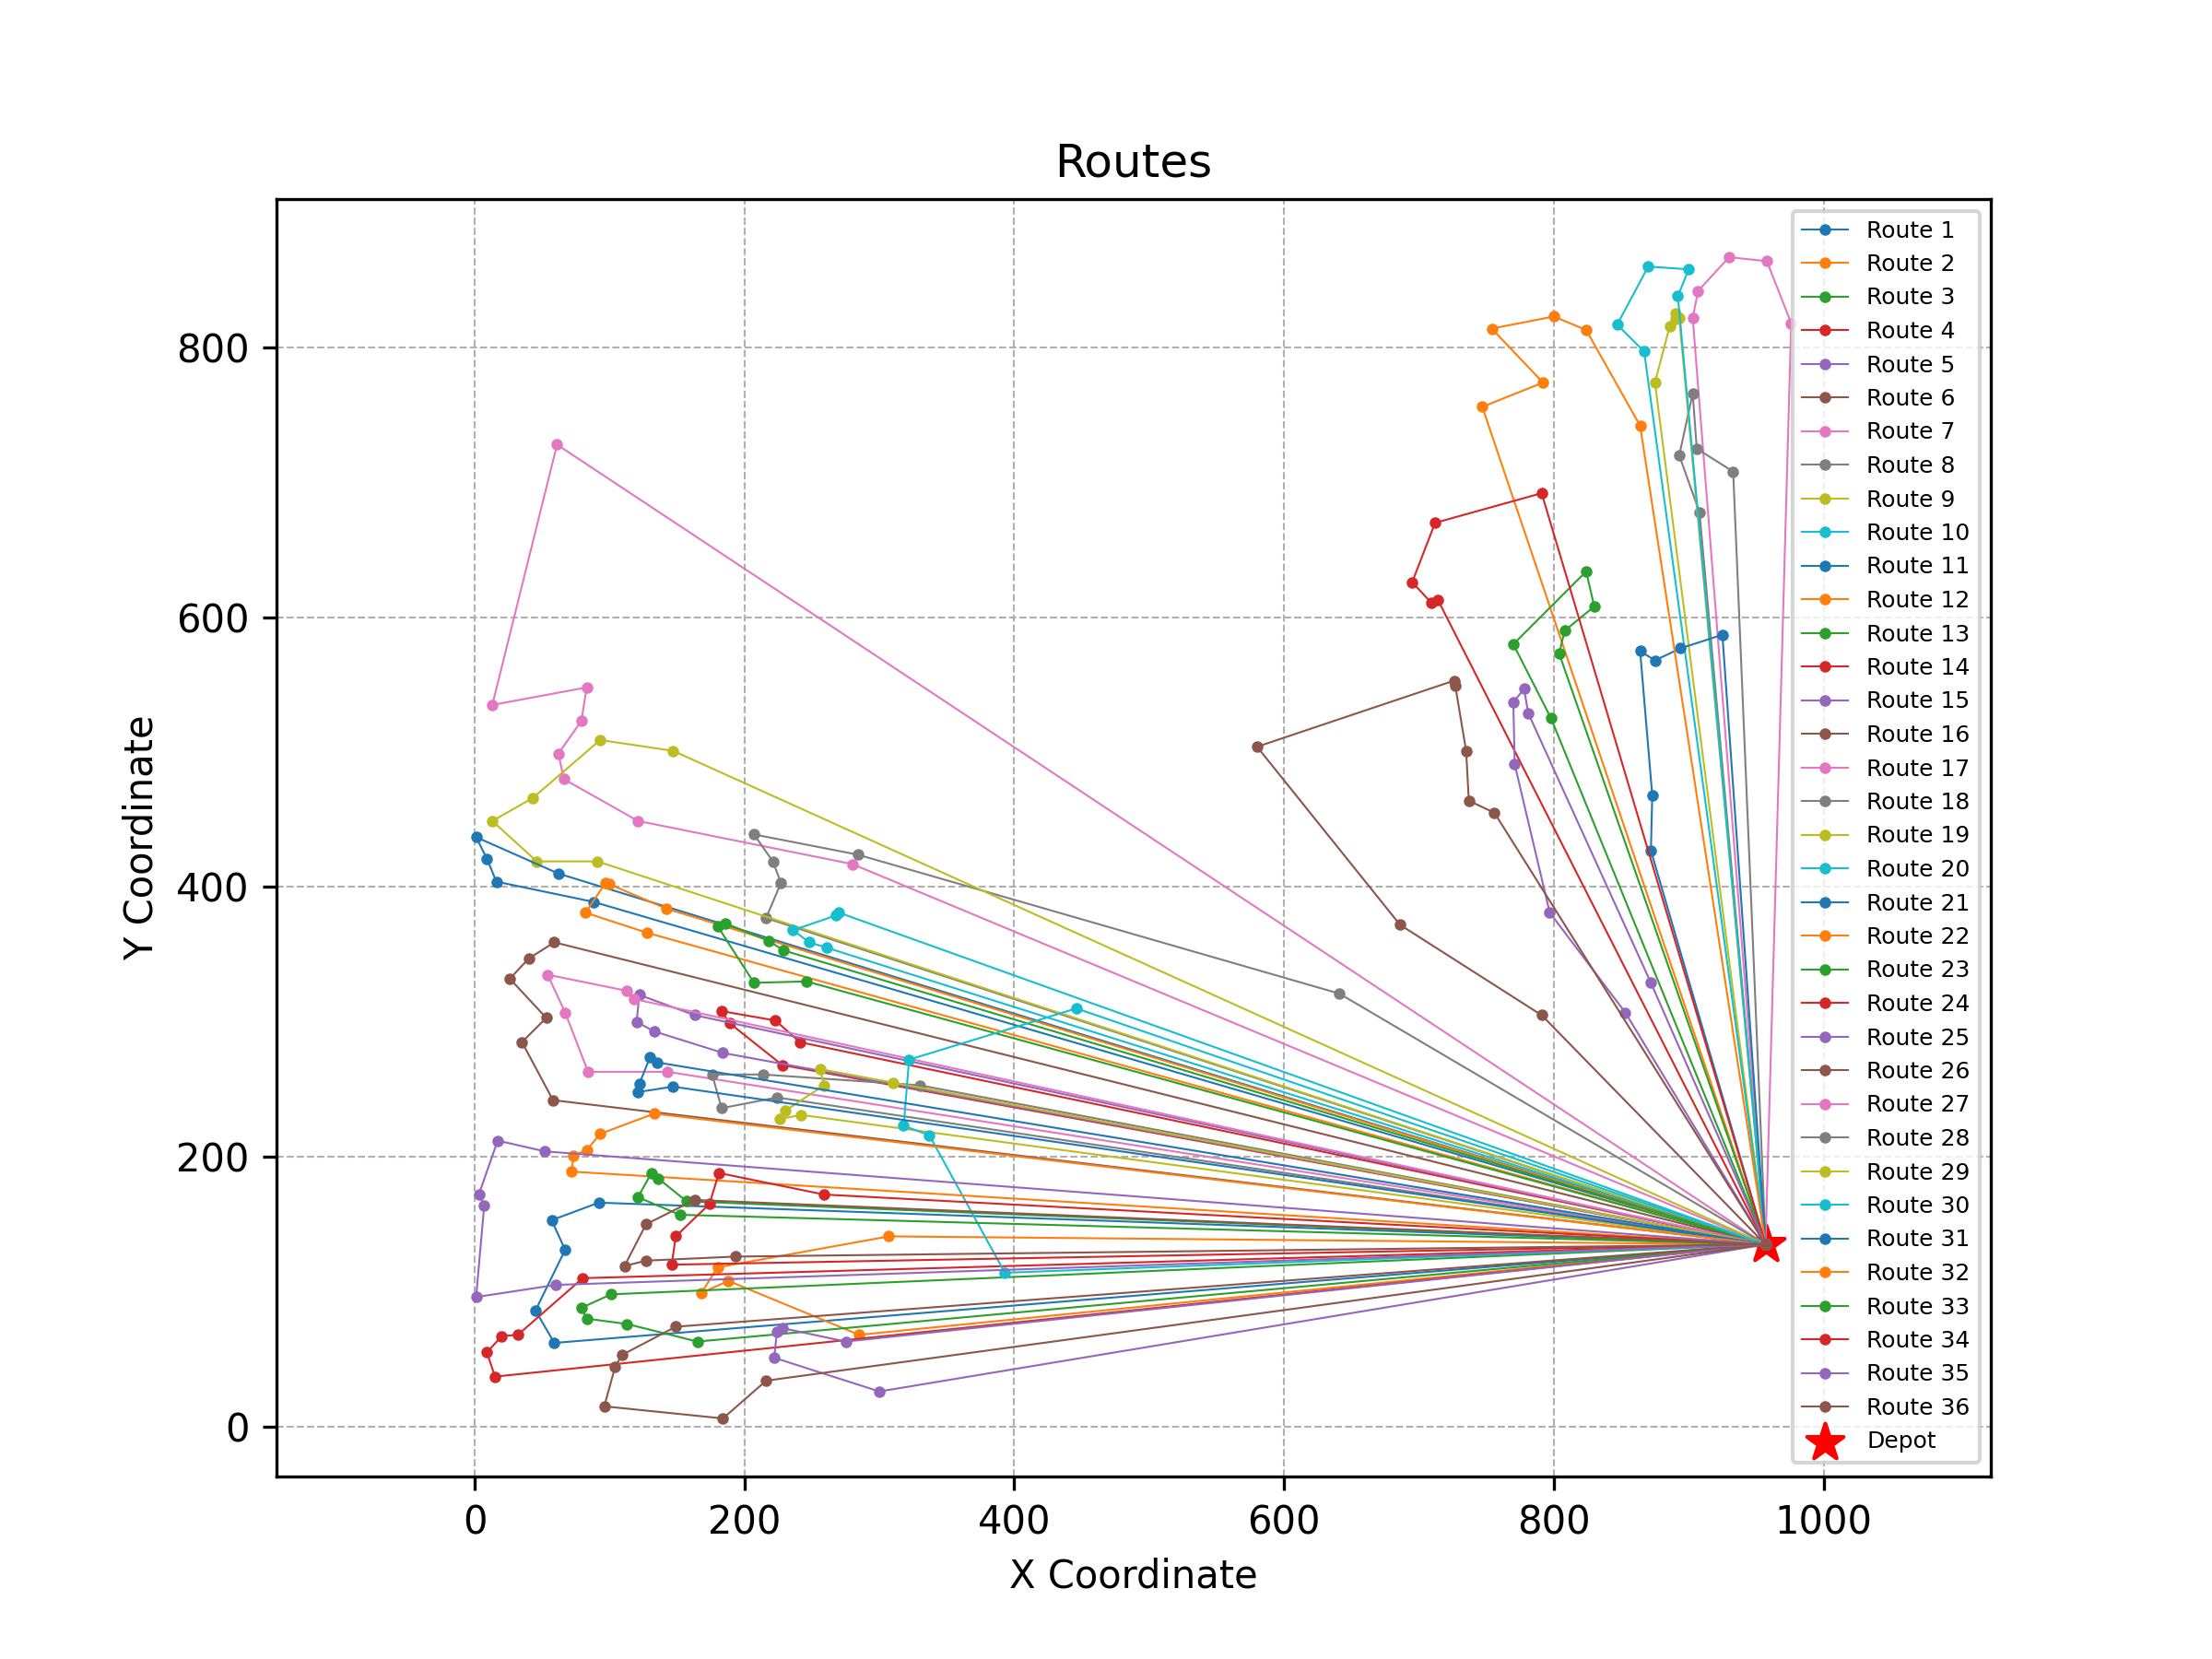 Routes
Y Coordinate
800
600
400
200
0
0 200 400 600 800 1000
X Coordinate
Route 1
Route 2
Route 3
Route 4
Route 5
Route 6
Route 7
Route 8
Route 9
Route 10
Route 11
Route 12
Route 13
Route 14
Route 15
Route 16
Route 17
Route 18
Route 19
Route 20
Route 21
Route 22
Route 23
Route 24
Route 25
Route 26
Route 27
Route 28
Route 29
Route 30
Route 31
Route 32
Route 33
Route 34
Route 35
Route 36
Depot